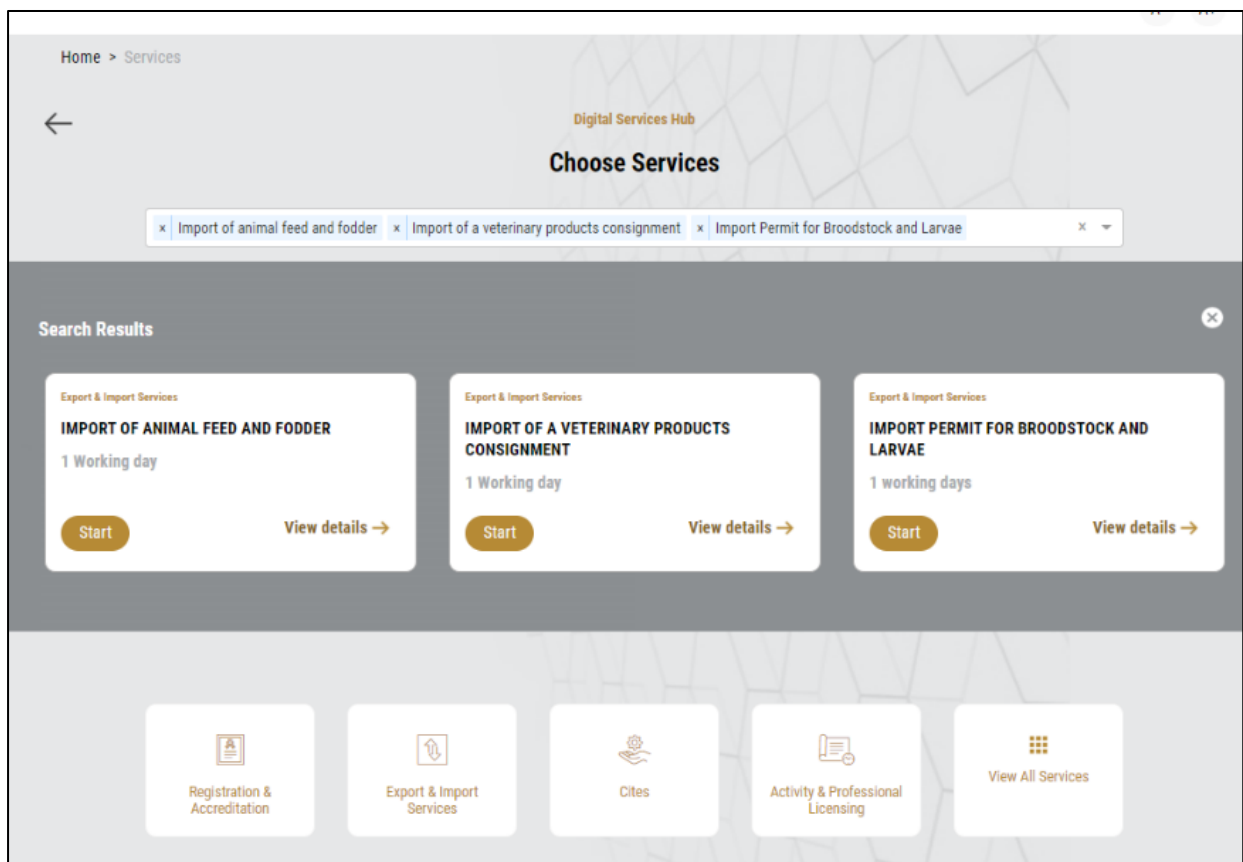 Home > Services
Digital Services Hub
Choose Services
× Import of animal feed and fodder × Import of a veterinary products consignment × Import Permit for Broodstock and Larvae ×
Search Results
Export & Import Services
IMPORT OF ANIMAL FEED AND FODDER
1 Working day
Start View details →
Export & Import Services
IMPORT OF A VETERINARY PRODUCTS
CONSIGNMENT
1 Working day
Start View details →
Export & Import Services
IMPORT PERMIT FOR BROODSTOCK AND
LARVAE
1 working days
Start View details →
Registration &
Accreditation
Export & Import
Services
Cites
Activity & Professional
Licensing
View All Services